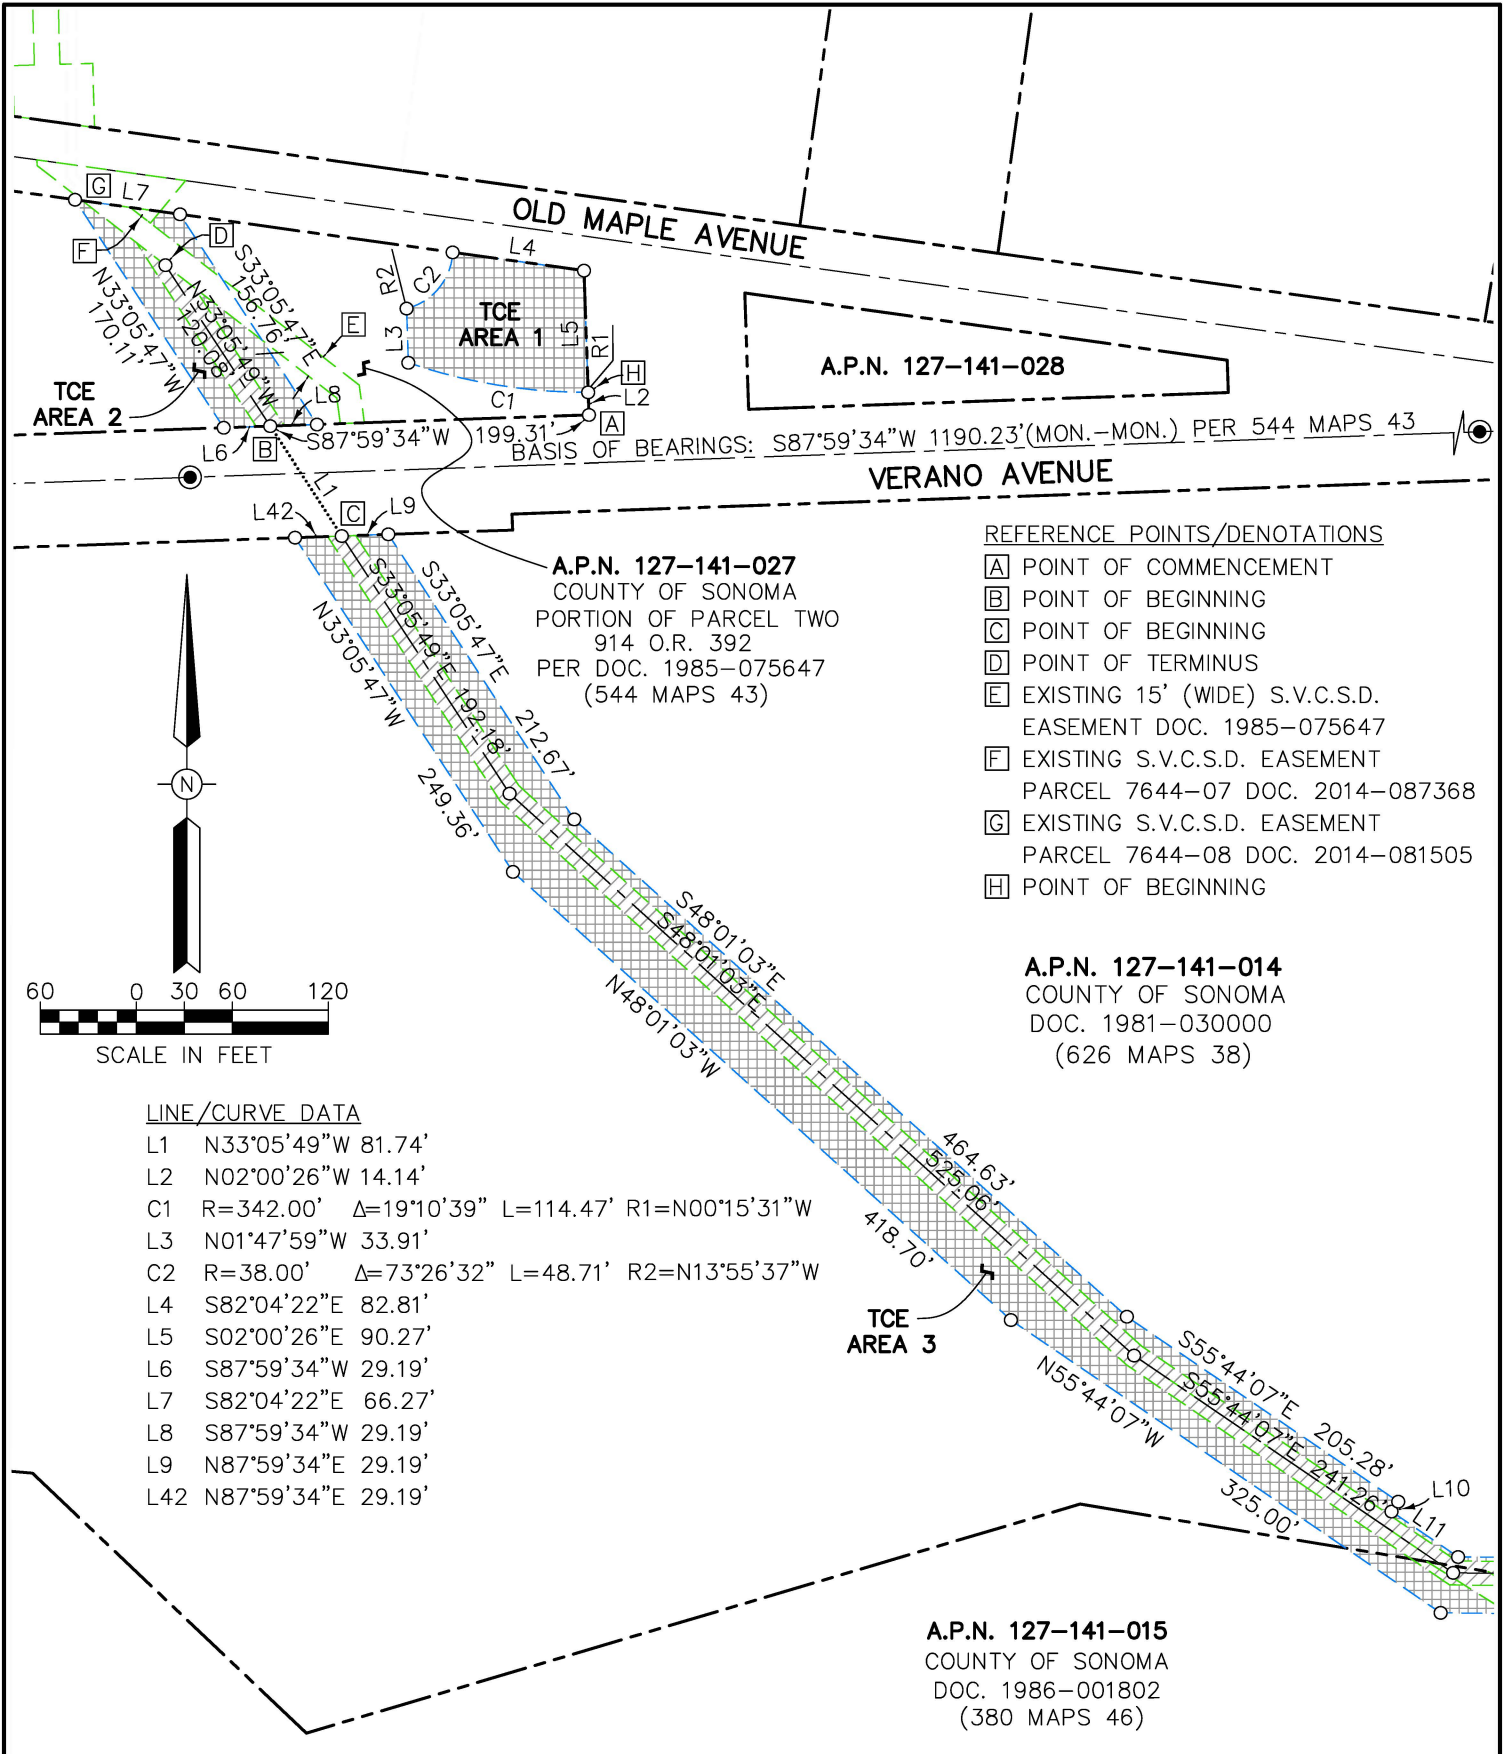 OLD MAPLE AVENUE
G
L7
F
D
S33°05'47"E
156.76'
N33°05'47"W
170.11'
N33°05'49"W
120.08'
E
R2
C2
L4
L3
TCE
AREA 1
L5
R1
H
L2
A
C1
A.P.N. 127-141-028
TCE
AREA 2
L8
L6
B
S87°59'34"W 199.31'
BASIS OF BEARINGS: S87°59'34"W 1190.23'(MON.-MON.) PER 544 MAPS 43
VERANO AVENUE
L1
L42
C
L9
A.P.N. 127-141-027
COUNTY OF SONOMA
PORTION OF PARCEL TWO
914 O.R. 392
PER DOC. 1985-075647
(544 MAPS 43)
REFERENCE POINTS/DENOTATIONS
A POINT OF COMMENCEMENT
B POINT OF BEGINNING
C POINT OF BEGINNING
D POINT OF TERMINUS
E EXISTING 15' (WIDE) S.V.C.S.D.
EASEMENT DOC. 1985-075647
F EXISTING S.V.C.S.D. EASEMENT
PARCEL 7644-07 DOC. 2014-087368
G EXISTING S.V.C.S.D. EASEMENT
PARCEL 7644-08 DOC. 2014-081505
H POINT OF BEGINNING
S33°05'47"E 212.67'
S33°05'49"E 192.18'
N33°05'47"W 249.36'
N
60 0 30 60 120
SCALE IN FEET
S48°01'03"E 464.63'
S48°01'03"E 525.06'
N48°01'03"W 418.70'
A.P.N. 127-141-014
COUNTY OF SONOMA
DOC. 1981-030000
(626 MAPS 38)
LINE/CURVE DATA
L1 N33°05'49"W 81.74'
L2 N02°00'26"W 14.14'
C1 R=342.00' Δ=19°10'39" L=114.47' R1=N00°15'31"W
L3 N01°47'59"W 33.91'
C2 R=38.00' Δ=73°26'32" L=48.71' R2=N13°55'37"W
L4 S82°04'22"E 82.81'
L5 S02°00'26"E 90.27'
L6 S87°59'34"W 29.19'
L7 S82°04'22"E 66.27'
L8 S87°59'34"W 29.19'
L9 N87°59'34"E 29.19'
L42 N87°59'34"E 29.19'
TCE
AREA 3
S55°44'07"E 205.28'
S55°44'07"E 241.26'
N55°44'07"W 325.00'
L10
L11
A.P.N. 127-141-015
COUNTY OF SONOMA
DOC. 1986-001802
(380 MAPS 46)